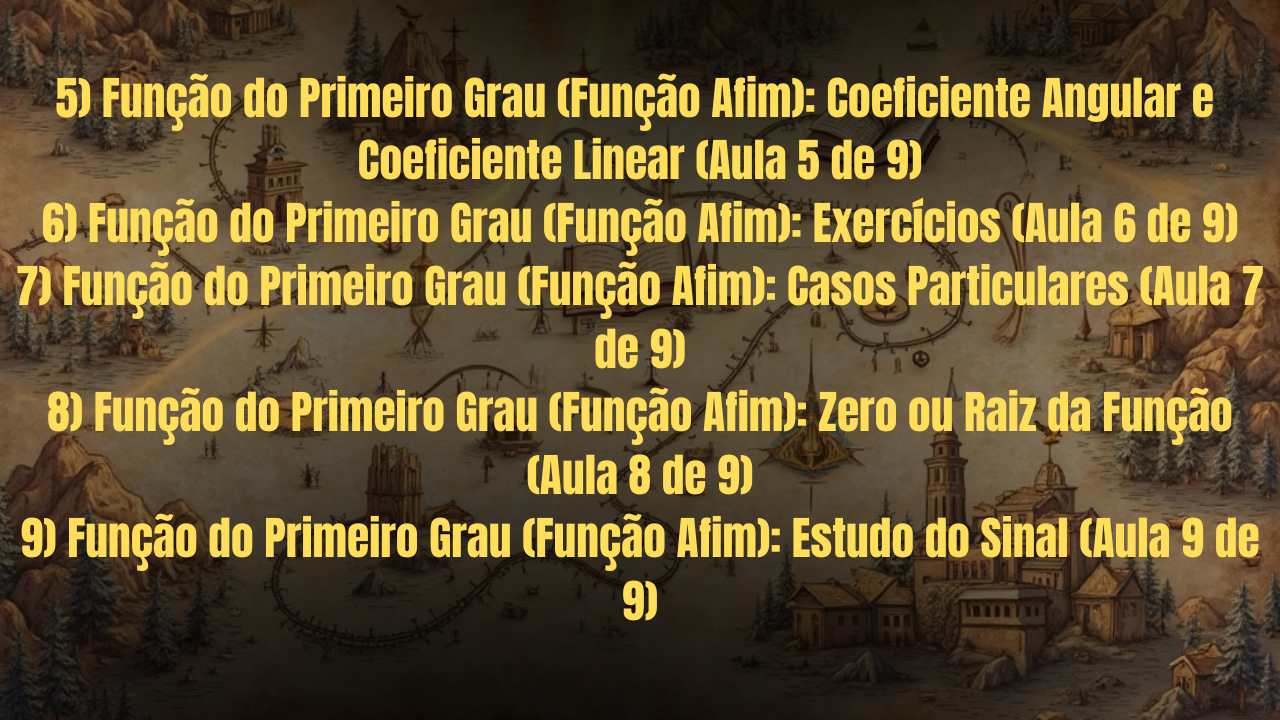 5) Função do Primeiro Grau (Função Afim): Coeficiente Angular e
Coeficiente Linear (Aula 5 de 9)
6) Função do Primeiro Grau (Função Afim): Exercícios (Aula 6 de 9)
7) Função do Primeiro Grau (Função Afim): Casos Particulares (Aula 7
de 9)
8) Função do Primeiro Grau (Função Afim): Zero ou Raiz da Função
(Aula 8 de 9)
9) Função do Primeiro Grau (Função Afim): Estudo do Sinal (Aula 9 de
9)